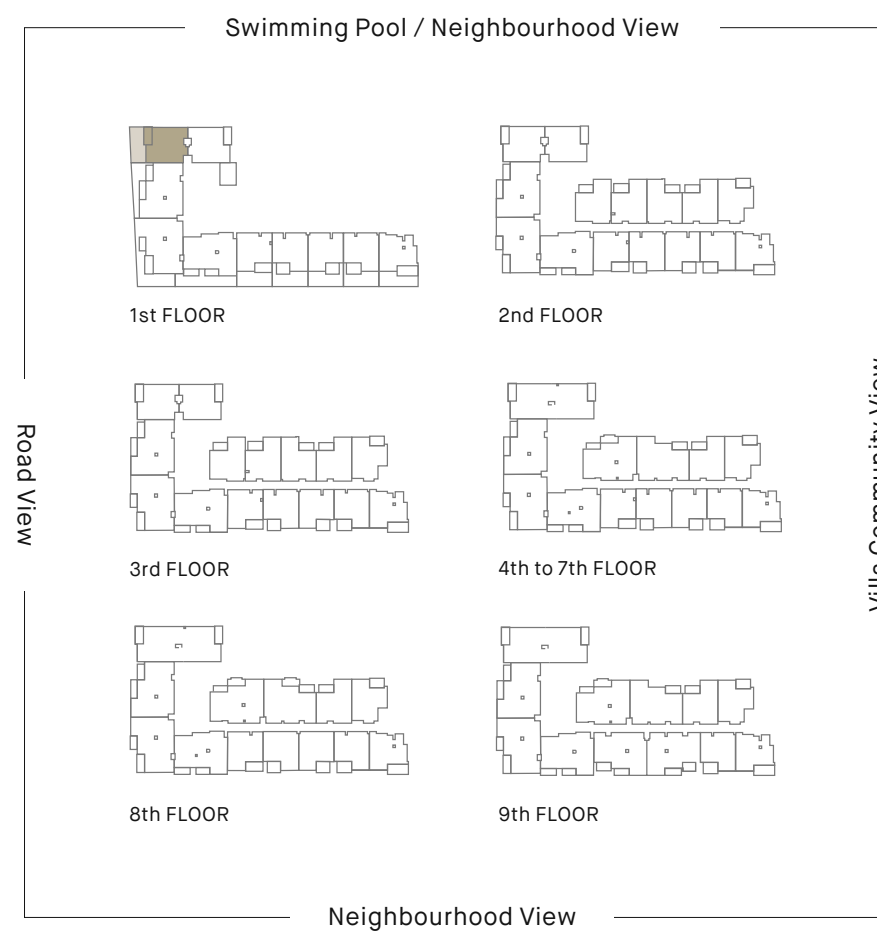 Swimming Pool / Neighbourhood View
1st FLOOR
2nd FLOOR
Road View
Villa Community View
3rd FLOOR
4th to 7th FLOOR
8th FLOOR
9th FLOOR
Neighbourhood View